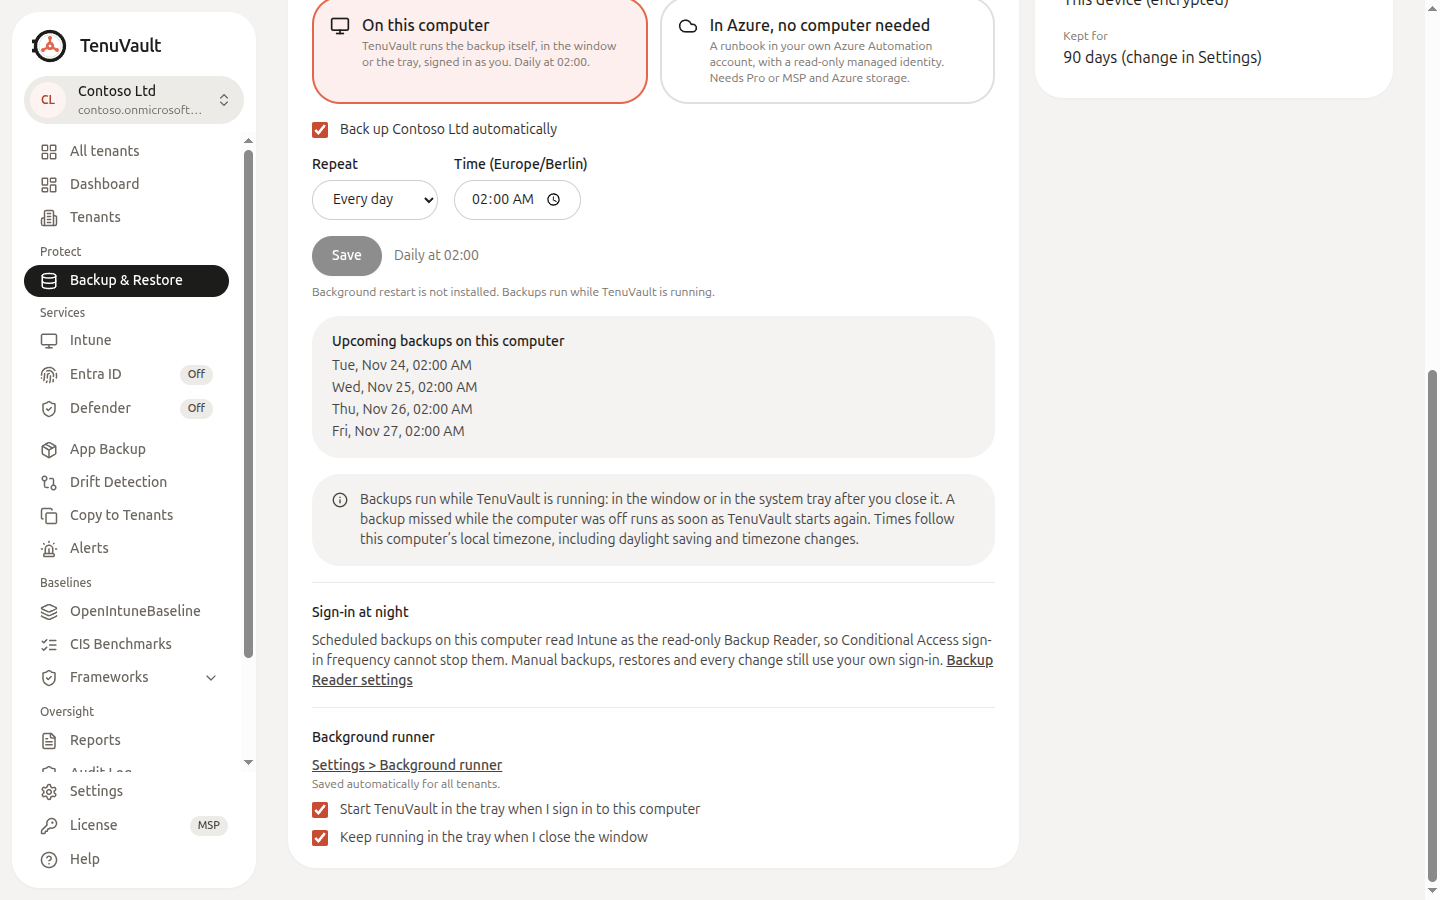 TenuVault
CL
Contoso Ltd
contoso.onmicrosoft...
All tenants
Dashboard
Tenants
Protect
Backup & Restore
Services
Intune
Entra ID
Off
Defender
Off
App Backup
Drift Detection
Copy to Tenants
Alerts
Baselines
OpenIntuneBaseline
CIS Benchmarks
Frameworks
Oversight
Reports
Audit Log
Settings
License
MSP
Help
On this computer
TenuVault runs the backup itself, in the window
or the tray, signed in as you. Daily at 02:00.
In Azure, no computer needed
A runbook in your own Azure Automation
account, with a read-only managed identity.
Needs Pro or MSP and Azure storage.
Back up Contoso Ltd automatically
Repeat
Time (Europe/Berlin)
Every day
02:00 AM
Save
Daily at 02:00
Background restart is not installed. Backups run while TenuVault is running.
Upcoming backups on this computer
Tue, Nov 24, 02:00 AM
Wed, Nov 25, 02:00 AM
Thu, Nov 26, 02:00 AM
Fri, Nov 27, 02:00 AM
Backups run while TenuVault is running: in the window or in the system tray after you close it. A
backup missed while the computer was off runs as soon as TenuVault starts again. Times follow
this computer's local timezone, including daylight saving and timezone changes.
Sign-in at night
Scheduled backups on this computer read Intune as the read-only Backup Reader, so Conditional Access sign-
in frequency cannot stop them. Manual backups, restores and every change still use your own sign-in. Backup
Reader settings
Background runner
Settings > Background runner
Saved automatically for all tenants.
Start TenuVault in the tray when I sign in to this computer
Keep running in the tray when I close the window
This device (encrypted)
Kept for
90 days (change in Settings)